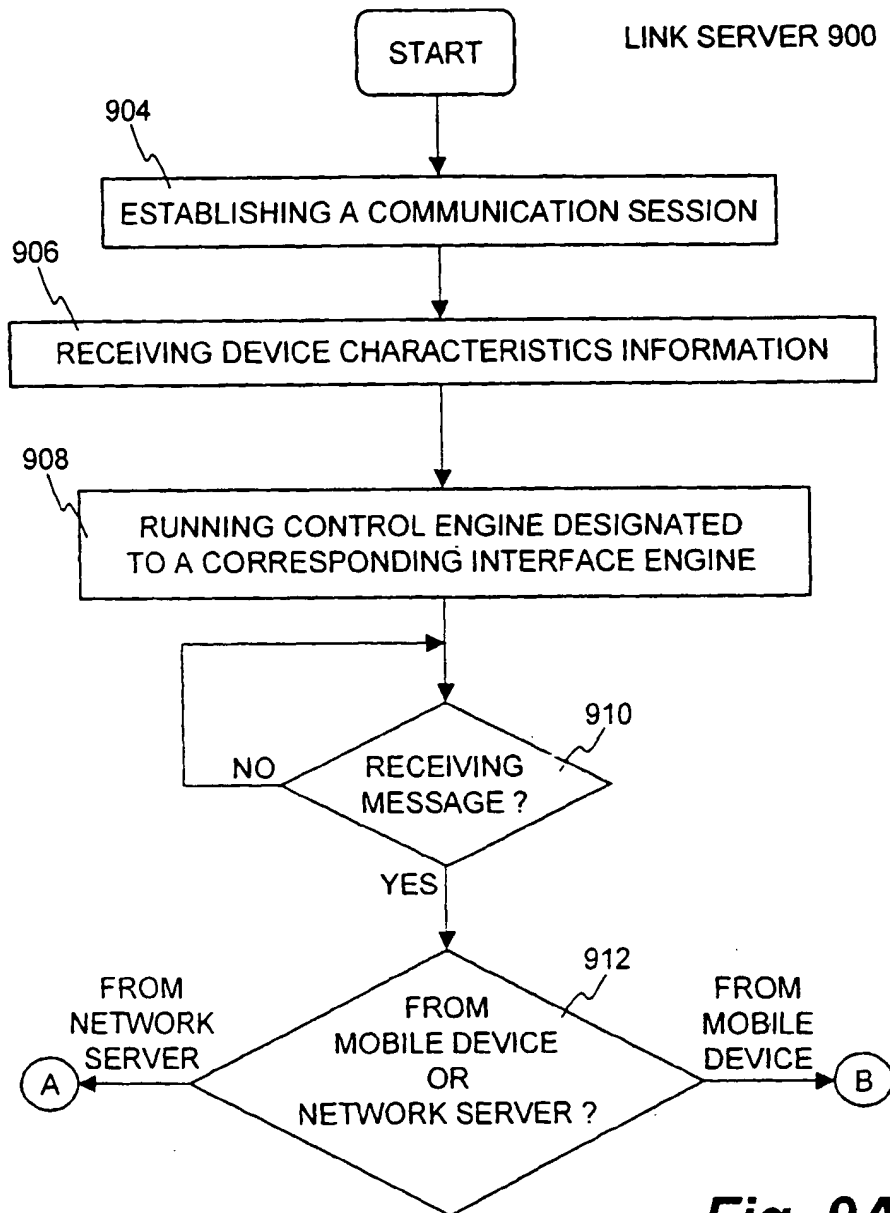 START
LINK SERVER 900
904
ESTABLISHING A COMMUNICATION SESSION
906
RECEIVING DEVICE CHARACTERISTICS INFORMATION
908
RUNNING CONTROL ENGINE DESIGNATED
TO A CORRESPONDING INTERFACE ENGINE
910
NO
RECEIVING
MESSAGE ?
YES
912
FROM
NETWORK
SERVER
FROM
MOBILE DEVICE
OR
NETWORK SERVER ?
FROM
MOBILE
DEVICE
A
B
Fig. 9A